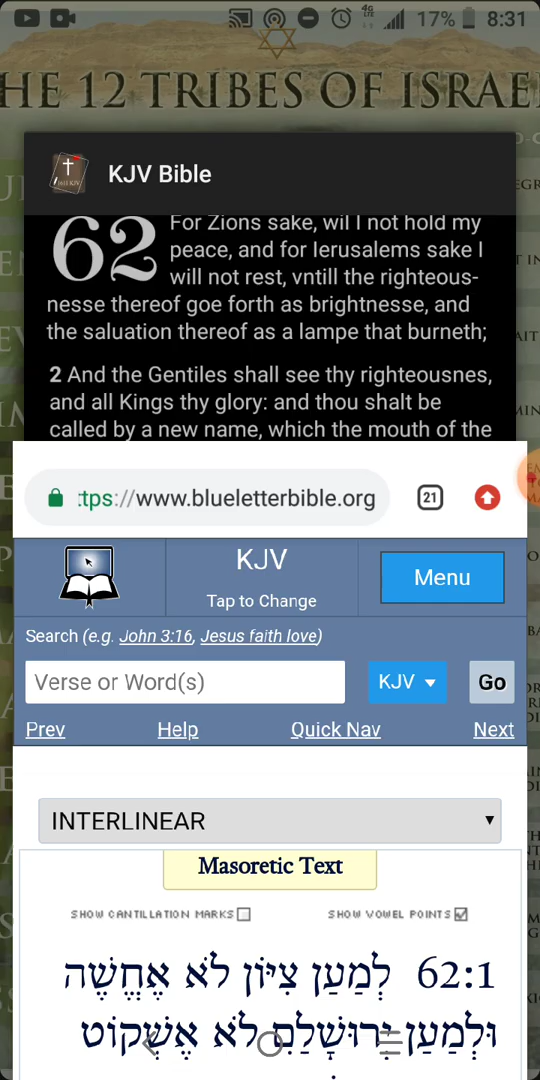 17% 8:31
HE 12 TRIBES OF ISRAE
KJV Bible
62 For Zions sake, wil I not hold my
peace, and for Ierusalems sake I
will not rest, vntill the righteous-
nesse thereof goe forth as brightnesse, and
the saluation thereof as a lampe that burneth;
2 And the Gentiles shall see thy righteousnes,
and all Kings thy glory: and thou shalt be
called by a new name, which the mouth of the
ttps://www.blueletterbible.org
21
KJV
Tap to Change
Menu
Search (e.g. John 3:16, Jesus faith love)
Verse or Word(s)
KJV
Go
Prev Help Quick Nav Next
INTERLINEAR
Masoretic Text
SHOW CANTILLATION MARKS SHOW VOWEL POINTS
62:1 לְמַעַן צִיּוֹן לֹא אֶחֱשֶׁה
וּלְמַעַן יְרוּשָׁלִַם לֹא אֶשְׁקוֹט